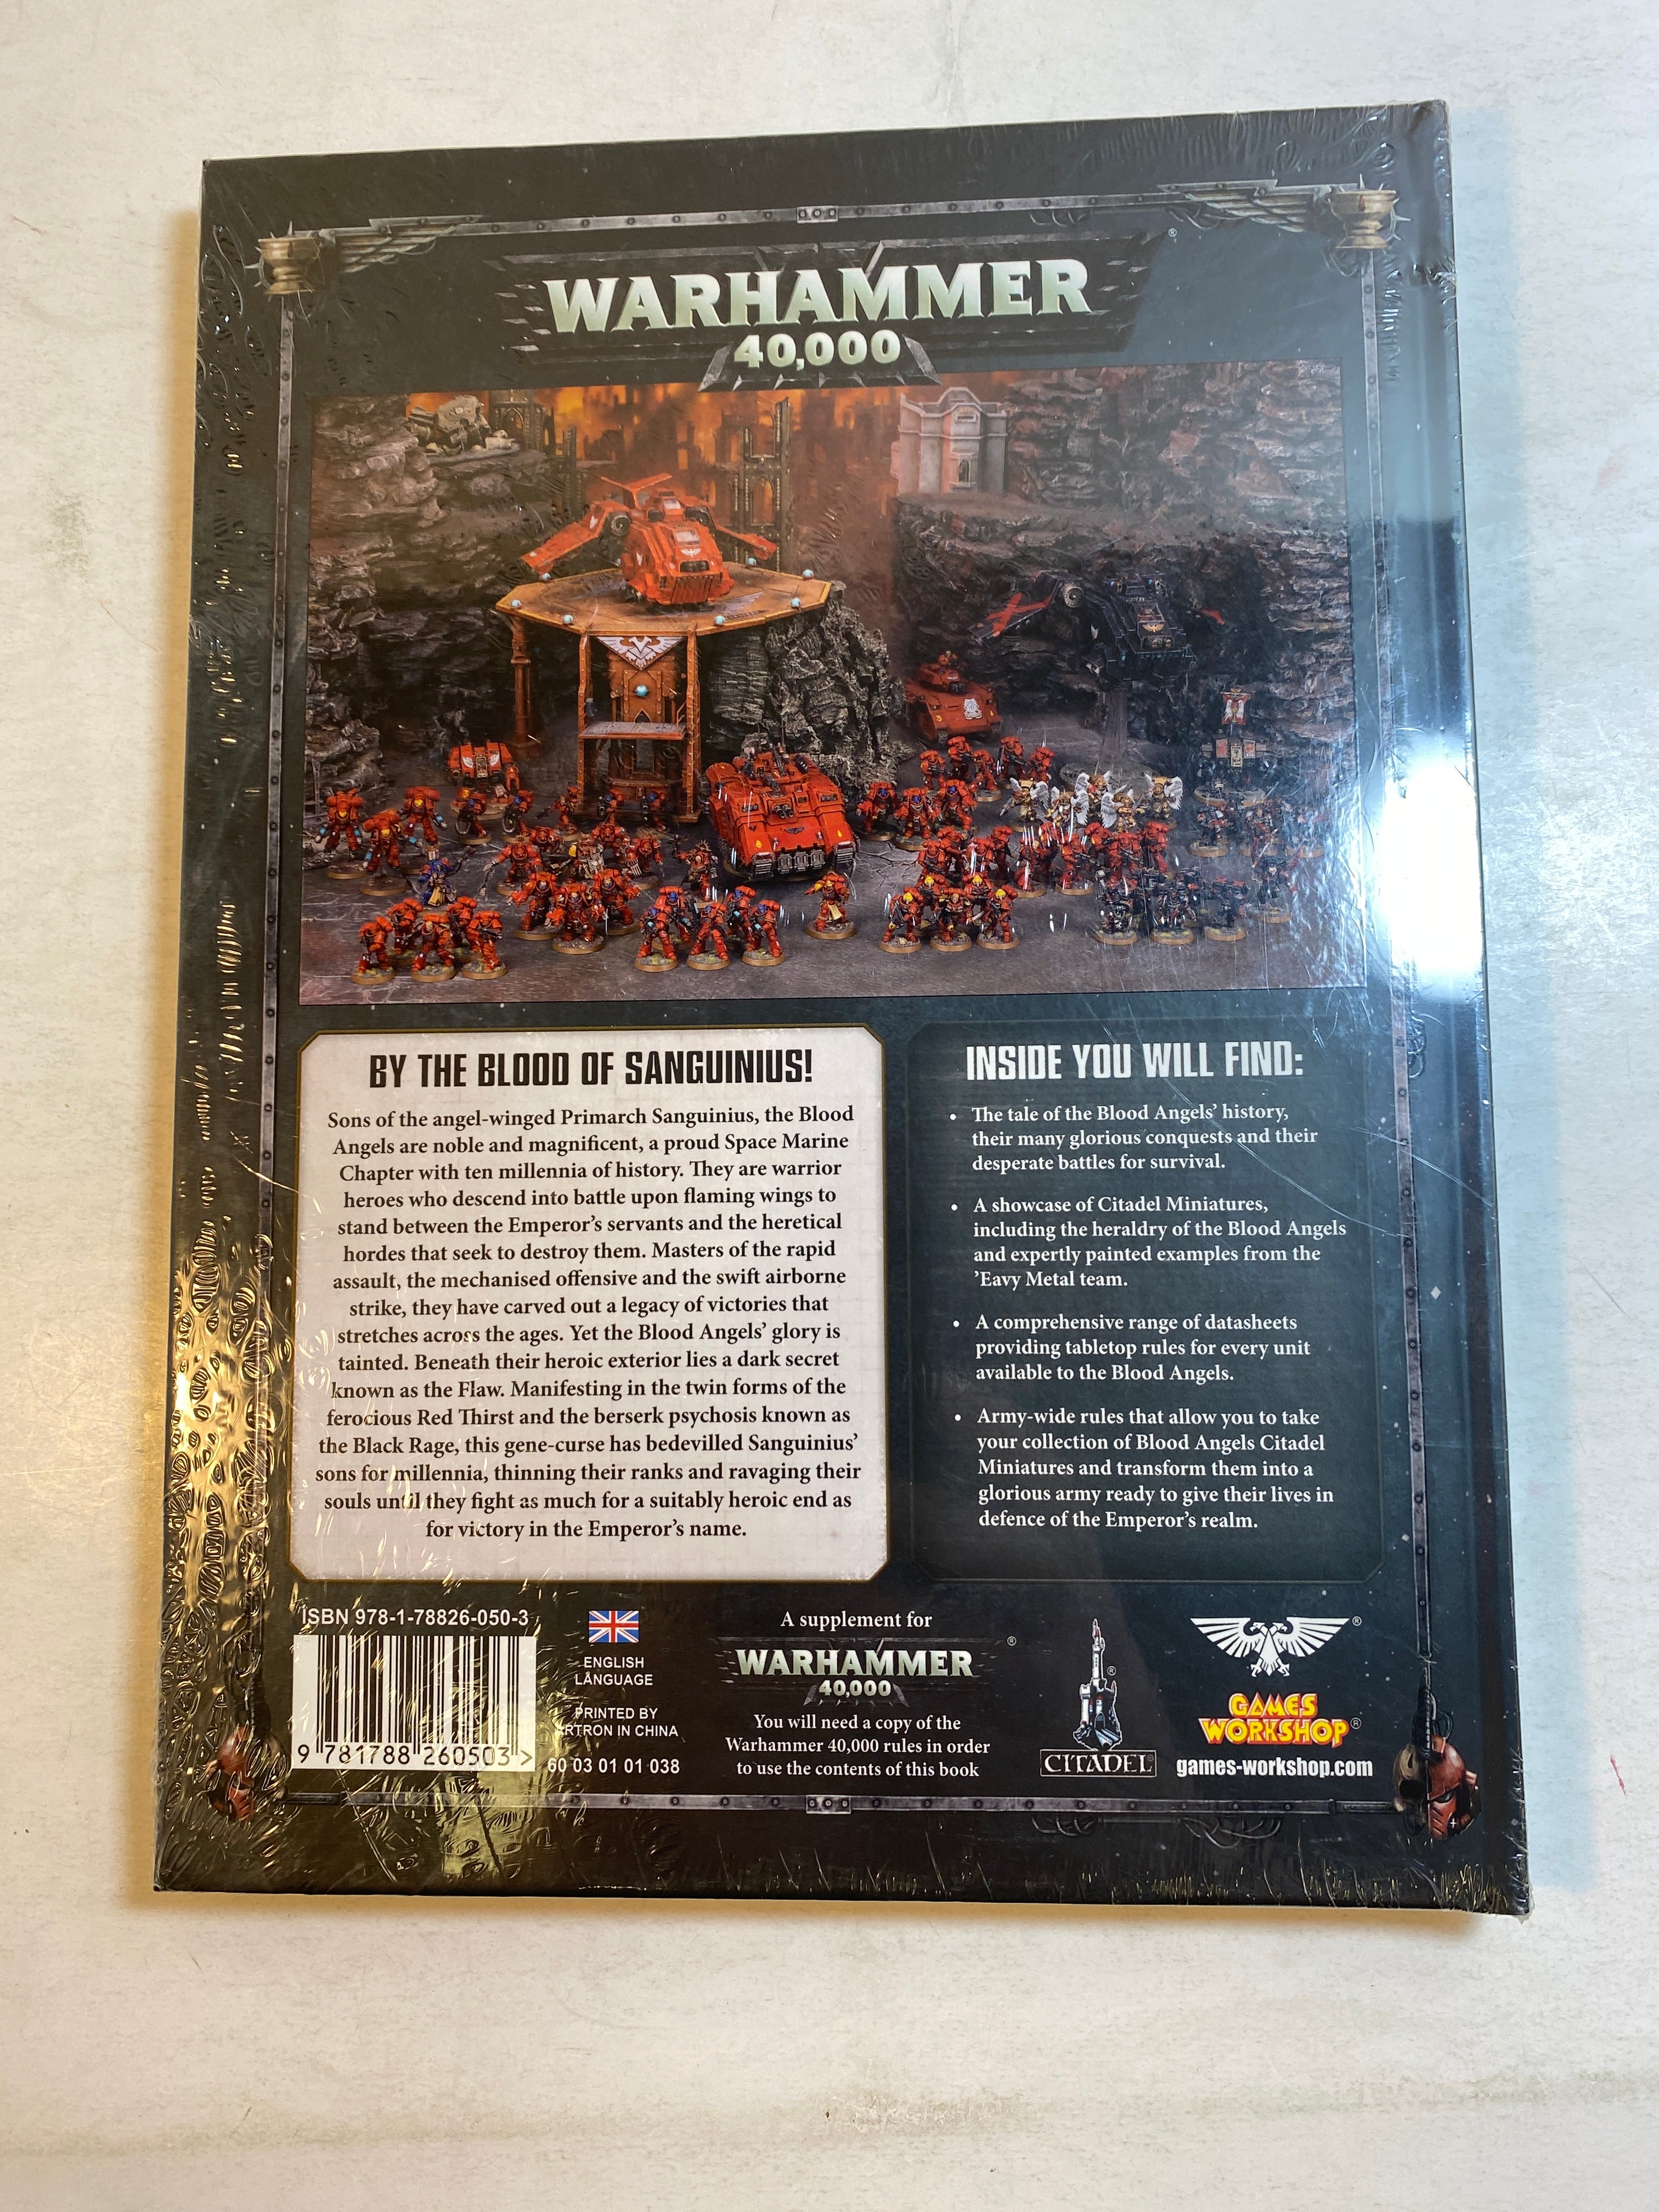 WARHAMMER
40,000
BY THE BLOOD OF SANGUINIUS!
Sons of the angel-winged Primarch Sanguinius, the Blood
Angels are noble and magnificent, a proud Space Marine
Chapter with ten millennia of history. They are warrior
heroes who descend into battle upon flaming wings to
stand between the Emperor's servants and the heretical
hordes that seek to destroy them. Masters of the rapid
assault, the mechanised offensive and the swift airborne
strike, they have carved out a legacy of victories that
stretches across the ages. Yet the Blood Angels' glory is
tainted. Beneath their heroic exterior lies a dark secret
known as the Flaw. Manifesting in the twin forms of the
ferocious Red Thirst and the berserk psychosis known as
the Black Rage, this gene-curse has bedevilled Sanguinius'
sons for millennia, thinning their ranks and ravaging their
souls until they fight as much for a suitably heroic end as
for victory in the Emperor's name.
INSIDE YOU WILL FIND:
• The tale of the Blood Angels' history,
their many glorious conquests and their
desperate battles for survival.
• A showcase of Citadel Miniatures,
including the heraldry of the Blood Angels
and expertly painted examples from the
'Eavy Metal team.
• A comprehensive range of datasheets
providing tabletop rules for every unit
available to the Blood Angels.
• Army-wide rules that allow you to take
your collection of Blood Angels Citadel
Miniatures and transform them into a
glorious army ready to give their lives in
defence of the Emperor's realm.
ISBN 978-1-78826-050-3
9 781788 260503 >
ENGLISH
LANGUAGE
PRINTED BY
ARTRON IN CHINA
60 03 01 01 038
A supplement for
WARHAMMER
40,000
You will need a copy of the
Warhammer 40,000 rules in order
to use the contents of this book
CITADEL
GAMES
WORKSHOP
games-workshop.com